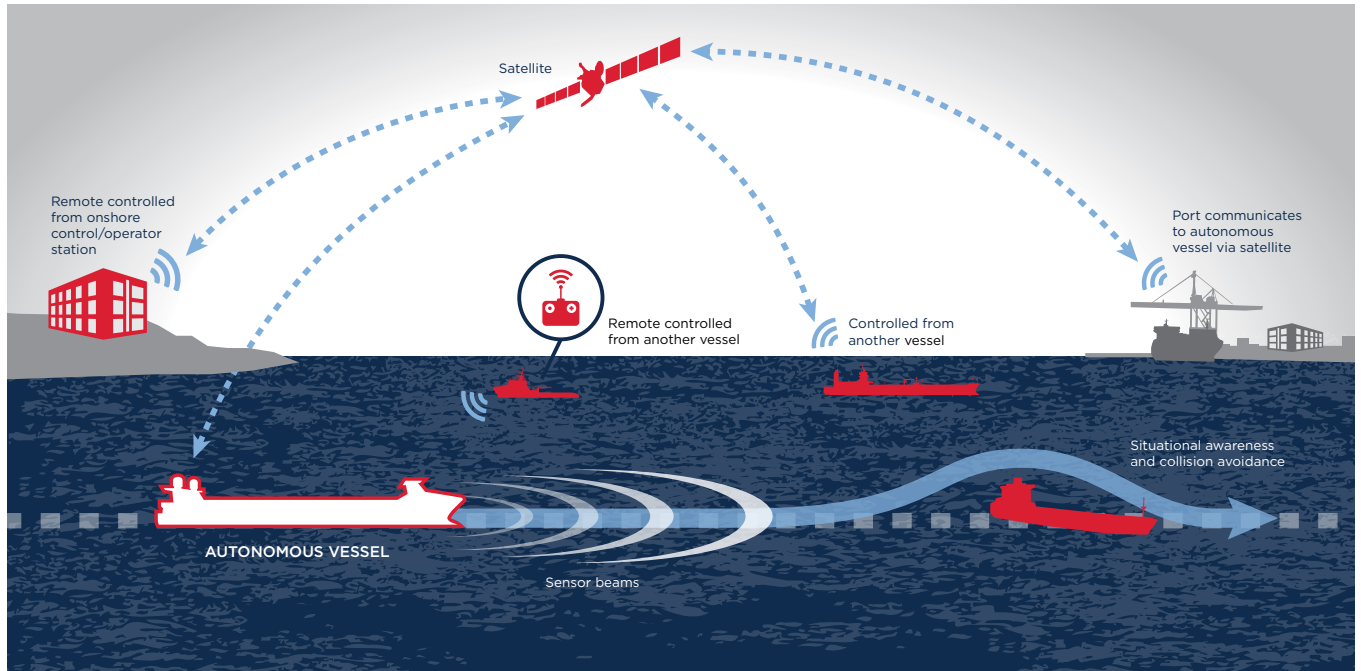 Satellite
Remote controlled
from onshore
control/operator
station
Port communicates
to autonomous
vessel via satellite
Remote controlled
from another vessel
Controlled from
another vessel
Situational awareness
and collision avoidance
AUTONOMOUS VESSEL
Sensor beams